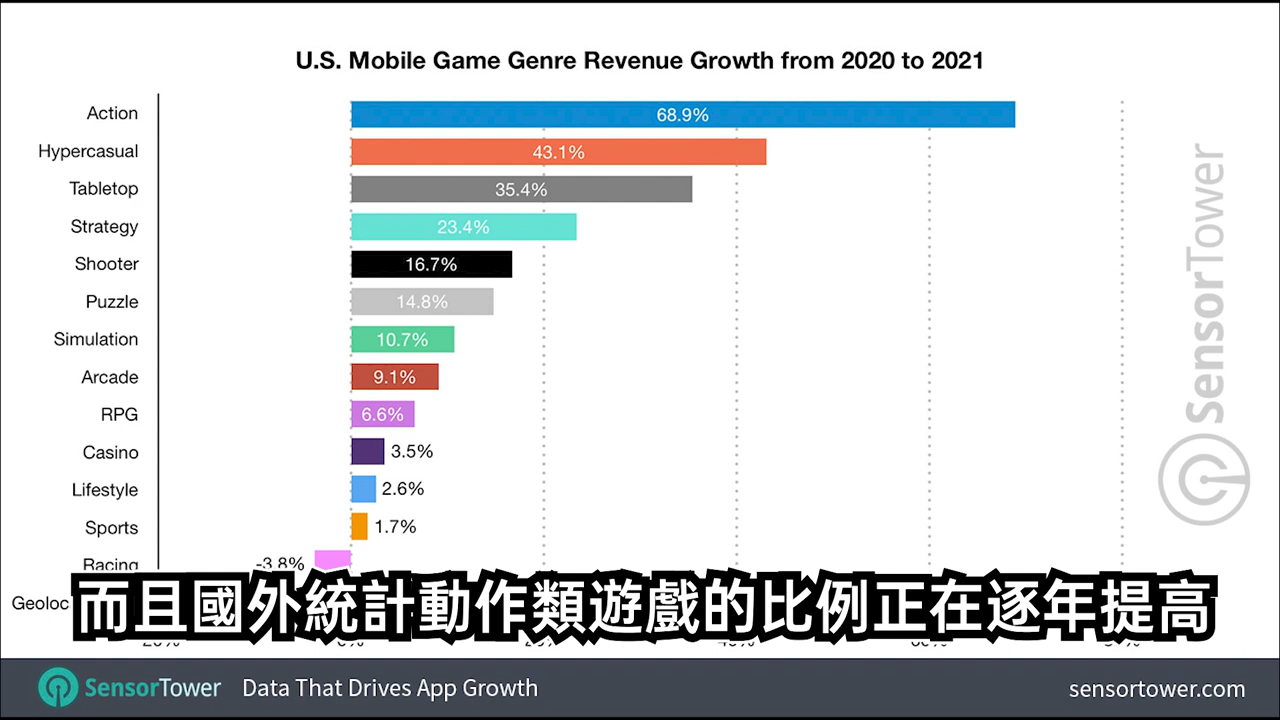 U.S. Mobile Game Genre Revenue Growth from 2020 to 2021
Action 68.9%
Hypercasual 43.1%
Tabletop 35.4%
Strategy 23.4%
Shooter 16.7%
Puzzle 14.8%
Simulation 10.7%
Arcade 9.1%
RPG 6.6%
Casino 3.5%
Lifestyle 2.6%
Sports 1.7%
Racing -3.8%
SensorTower
而且國外統計動作類遊戲的比例正在逐年提高
SensorTower Data That Drives App Growth sensortower.com